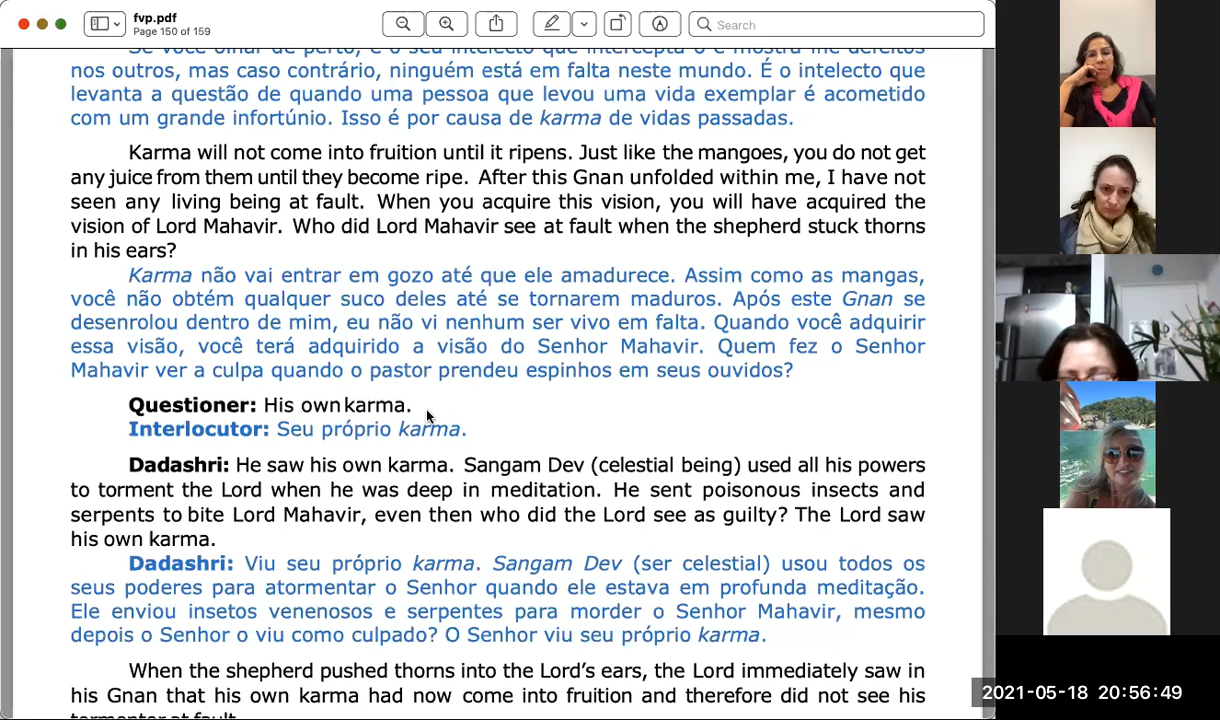 fvp.pdf
Page 150 of 159
Search
Se você olhar de perto, é o seu intelecto que intercepta o e mostra-lhe defeitos
nos outros, mas caso contrário, ninguém está em falta neste mundo. É o intelecto que
levanta a questão de quando uma pessoa que levou uma vida exemplar é acometido
com um grande infortúnio. Isso é por causa de karma de vidas passadas.
Karma will not come into fruition until it ripens. Just like the mangoes, you do not get
any juice from them until they become ripe. After this Gnan unfolded within me, I have not
seen any living being at fault. When you acquire this vision, you will have acquired the
vision of Lord Mahavir. Who did Lord Mahavir see at fault when the shepherd stuck thorns
in his ears?
Karma não vai entrar em gozo até que ele amadurece. Assim como as mangas,
você não obtém qualquer suco deles até se tornarem maduros. Após este Gnan se
desenrolou dentro de mim, eu não vi nenhum ser vivo em falta. Quando você adquirir
essa visão, você terá adquirido a visão do Senhor Mahavir. Quem fez o Senhor
Mahavir ver a culpa quando o pastor prendeu espinhos em seus ouvidos?
Questioner: His own karma.
Interlocutor: Seu próprio karma.
Dadashri: He saw his own karma. Sangam Dev (celestial being) used all his powers
to torment the Lord when he was deep in meditation. He sent poisonous insects and
serpents to bite Lord Mahavir, even then who did the Lord see as guilty? The Lord saw
his own karma.
Dadashri: Viu seu próprio karma. Sangam Dev (ser celestial) usou todos os
seus poderes para atormentar o Senhor quando ele estava em profunda meditação.
Ele enviou insetos venenosos e serpentes para morder o Senhor Mahavir, mesmo
depois o Senhor o viu como culpado? O Senhor viu seu próprio karma.
When the shepherd pushed thorns into the Lord's ears, the Lord immediately saw in
his Gnan that his own karma had now come into fruition and therefore did not see his
tormentor at fault.
2021-05-18 20:56:49